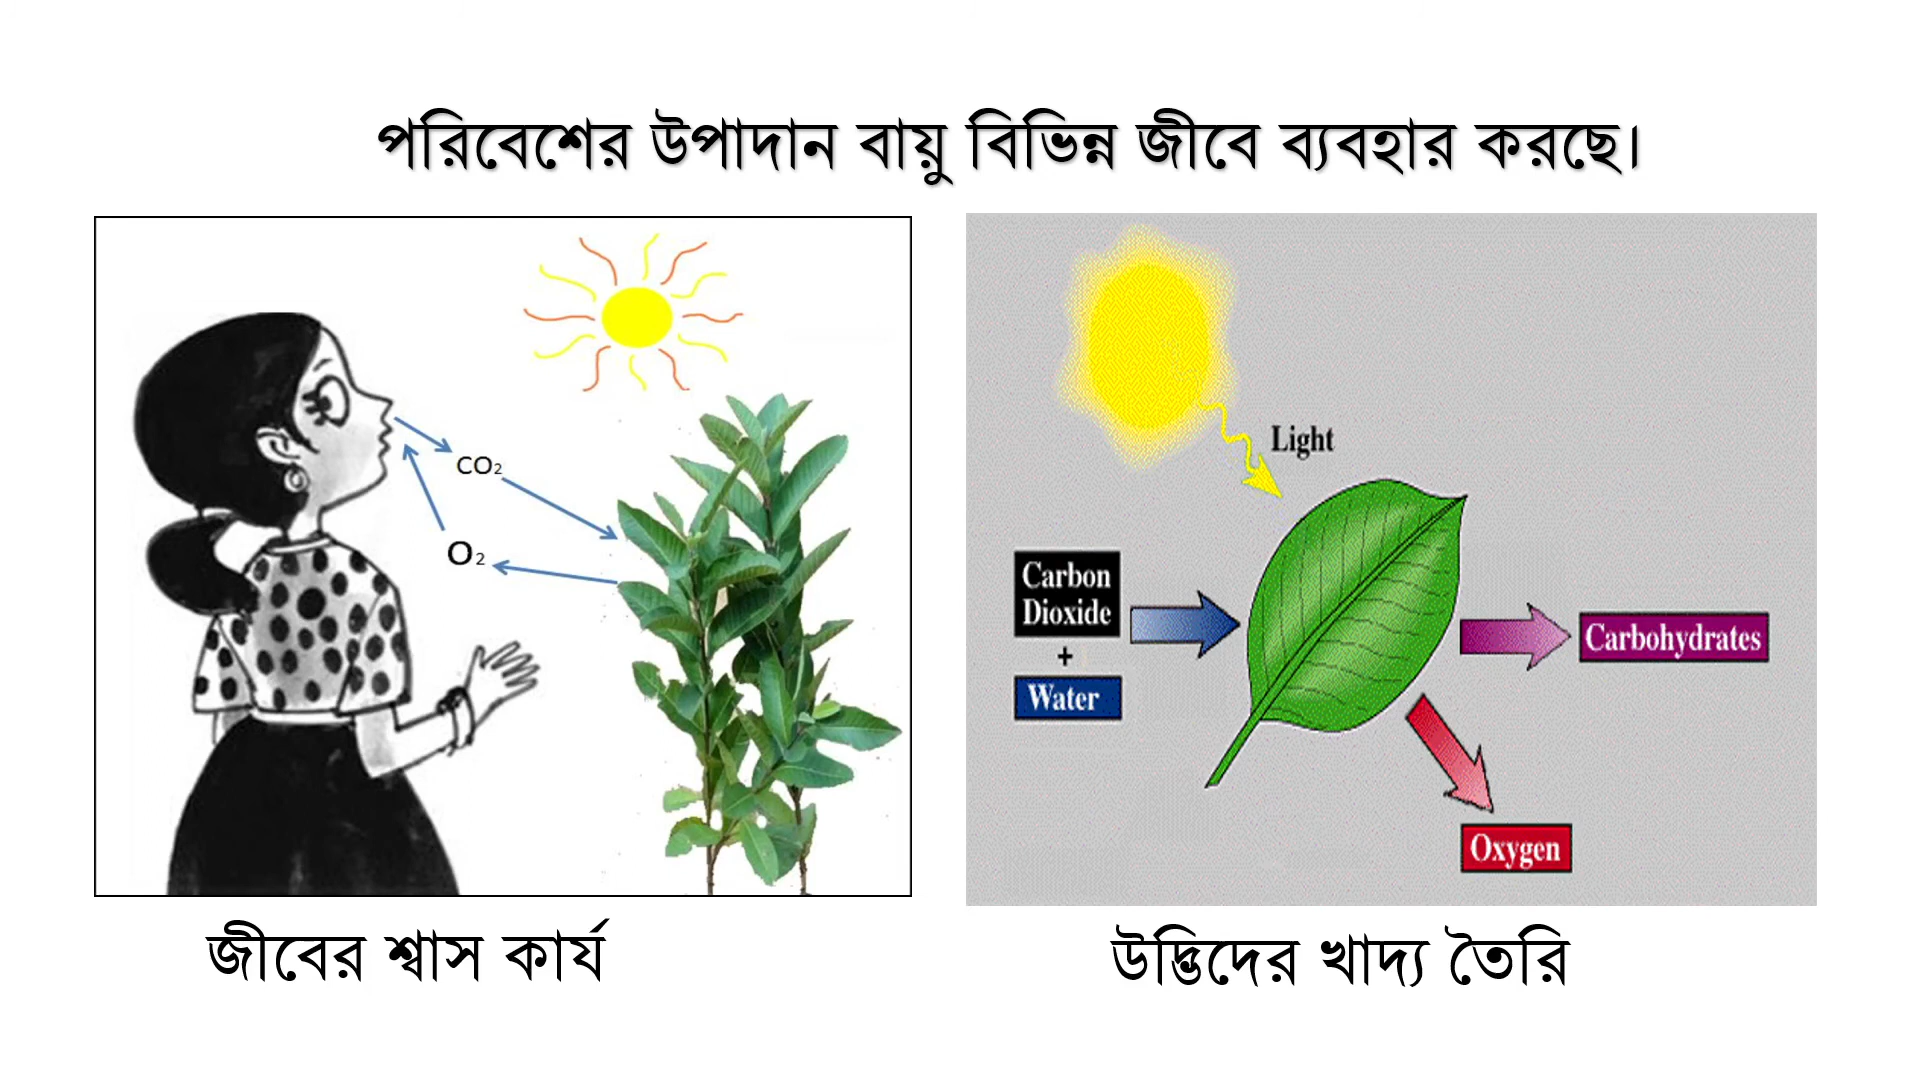 পরিবেশের উপাদান বায়ু বিভিন্ন জীবে ব্যবহার করছে।
CO₂
O₂
জীবের শ্বাস কার্য
Light
Carbon
Dioxide
+
Water
Carbohydrates
Oxygen
উদ্ভিদের খাদ্য তৈরি